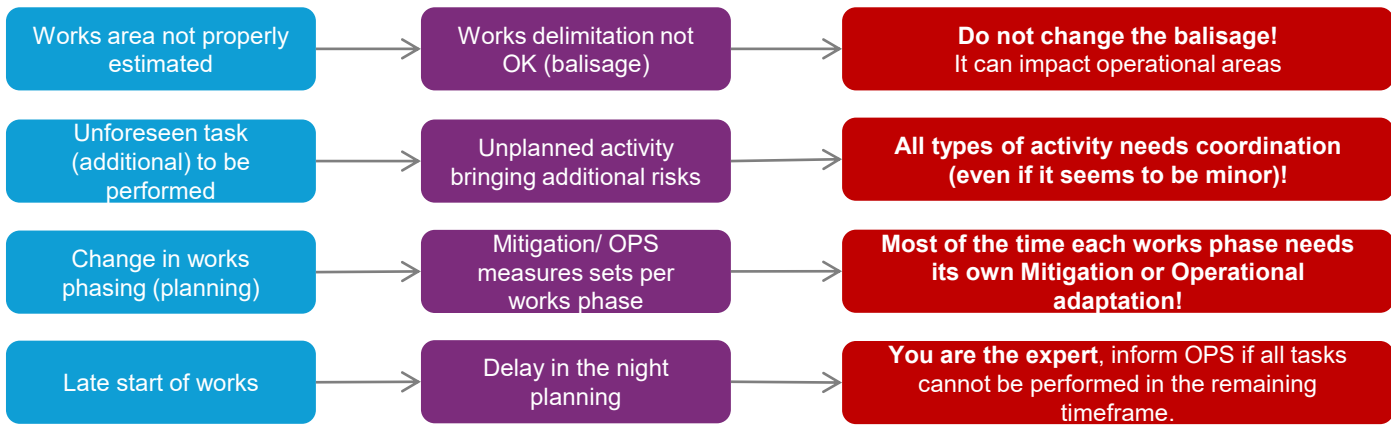 Works area not properly
estimated
Works delimitation not
OK (balisage)
Do not change the balisage!
It can impact operational areas
Unforeseen task
(additional) to be
performed
Unplanned activity
bringing additional risks
All types of activity needs coordination
(even if it seems to be minor)!
Change in works
phasing (planning)
Mitigation/ OPS
measures sets per
works phase
Most of the time each works phase needs
its own Mitigation or Operational
adaptation!
Late start of works
Delay in the night
planning
You are the expert, inform OPS if all tasks
cannot be performed in the remaining
timeframe.